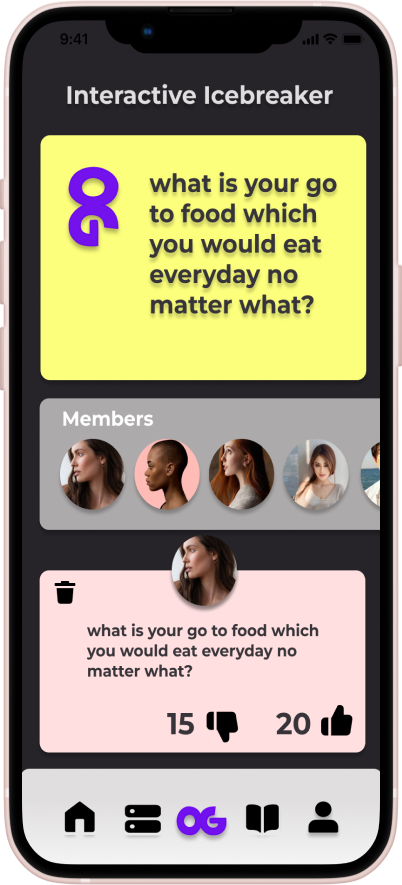 9:41
Interactive Icebreaker
OG
what is your go
to food which
you would eat
everyday no
matter what?
Members
what is your go to food which
you would eat everyday no
matter what?
15 20
OG